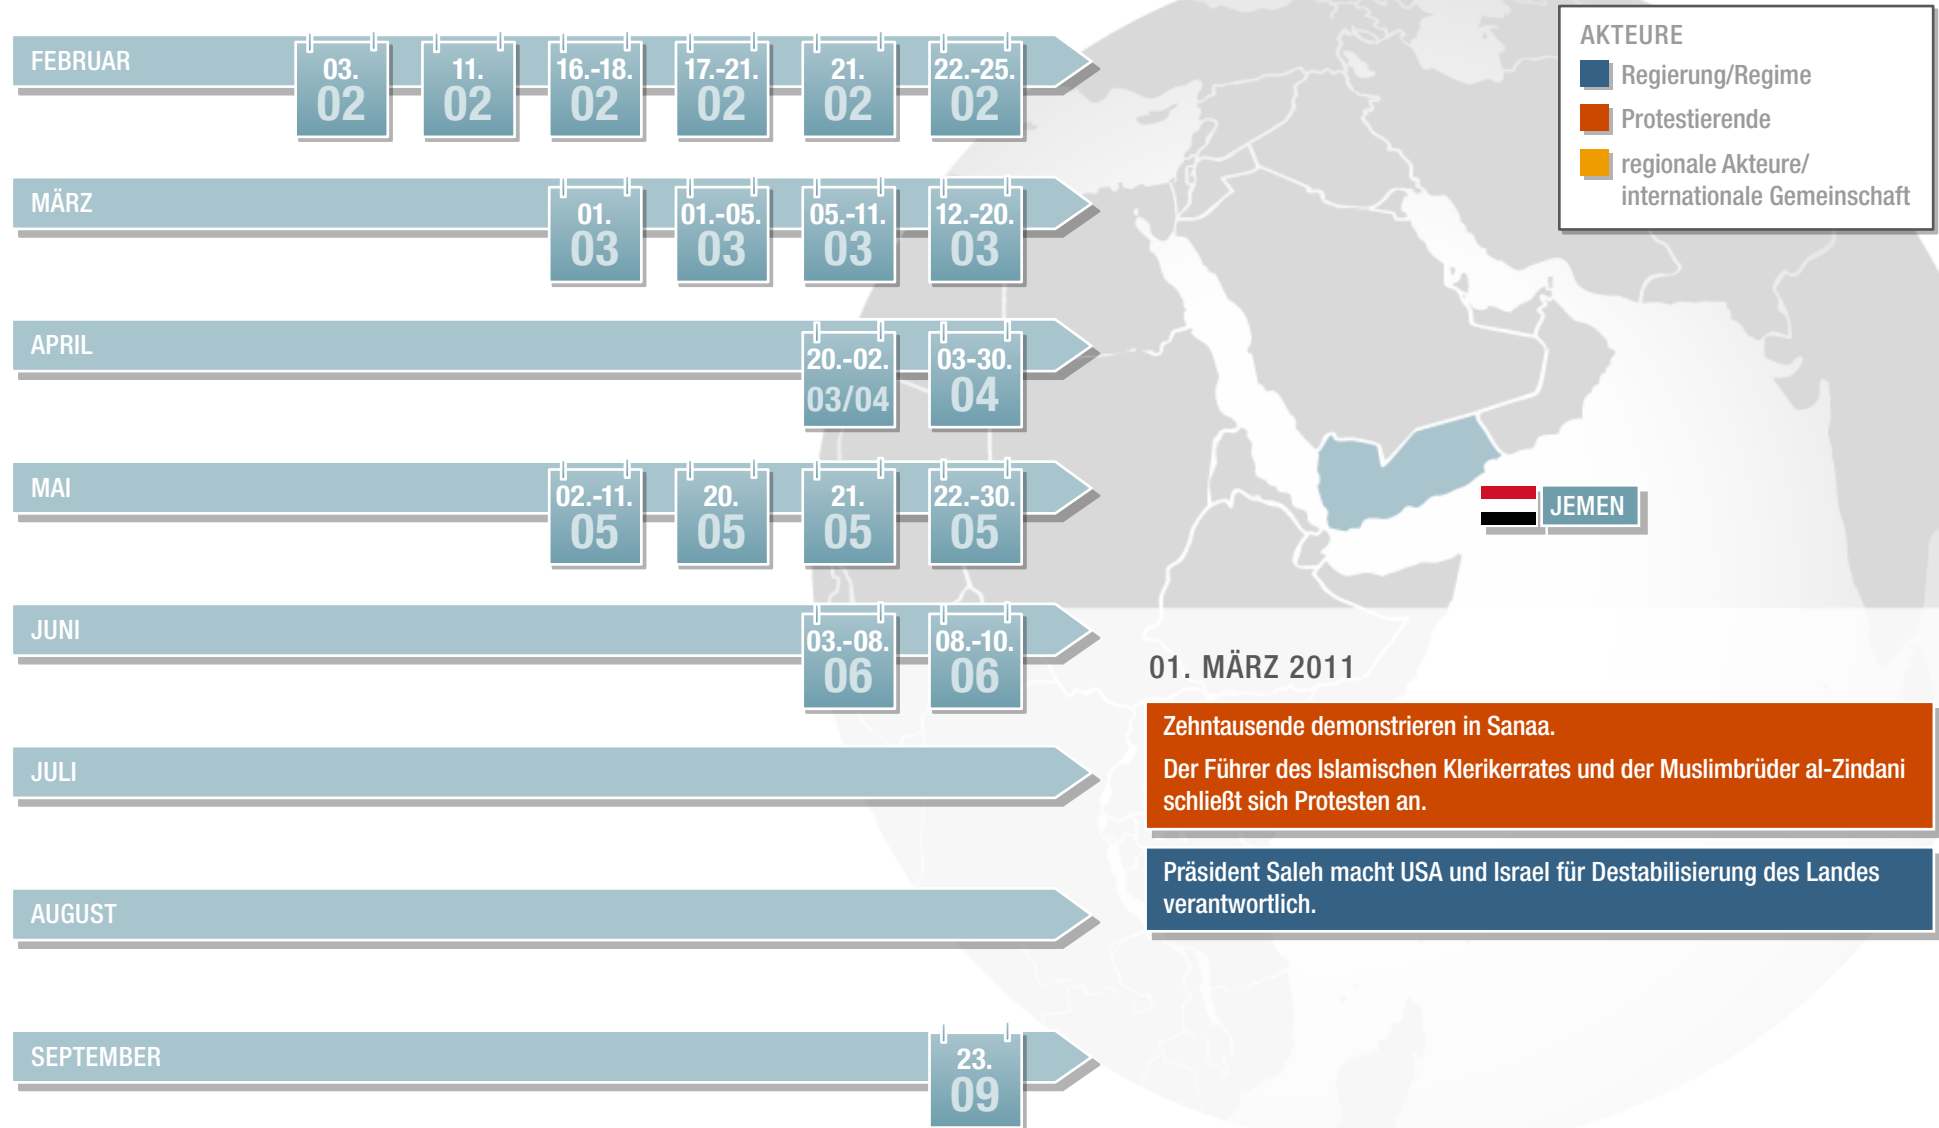 FEBRUAR
03.
02
11.
02
16.-18.
02
17.-21.
02
21.
02
22.-25.
02
MÄRZ
01.
03
01.-05.
03
05.-11.
03
12.-20.
03
APRIL
20.-02.
03/04
03-30.
04
MAI
02.-11.
05
20.
05
21.
05
22.-30.
05
JUNI
03.-08.
06
08.-10.
06
JULI
AUGUST
SEPTEMBER
23.
09
AKTEURE
Regierung/Regime
Protestierende
regionale Akteure/
internationale Gemeinschaft
JEMEN
01. MÄRZ 2011
Zehntausende demonstrieren in Sanaa.
Der Führer des Islamischen Klerikerrates und der Muslimbrüder al-Zindani
schließt sich Protesten an.
Präsident Saleh macht USA und Israel für Destabilisierung des Landes
verantwortlich.